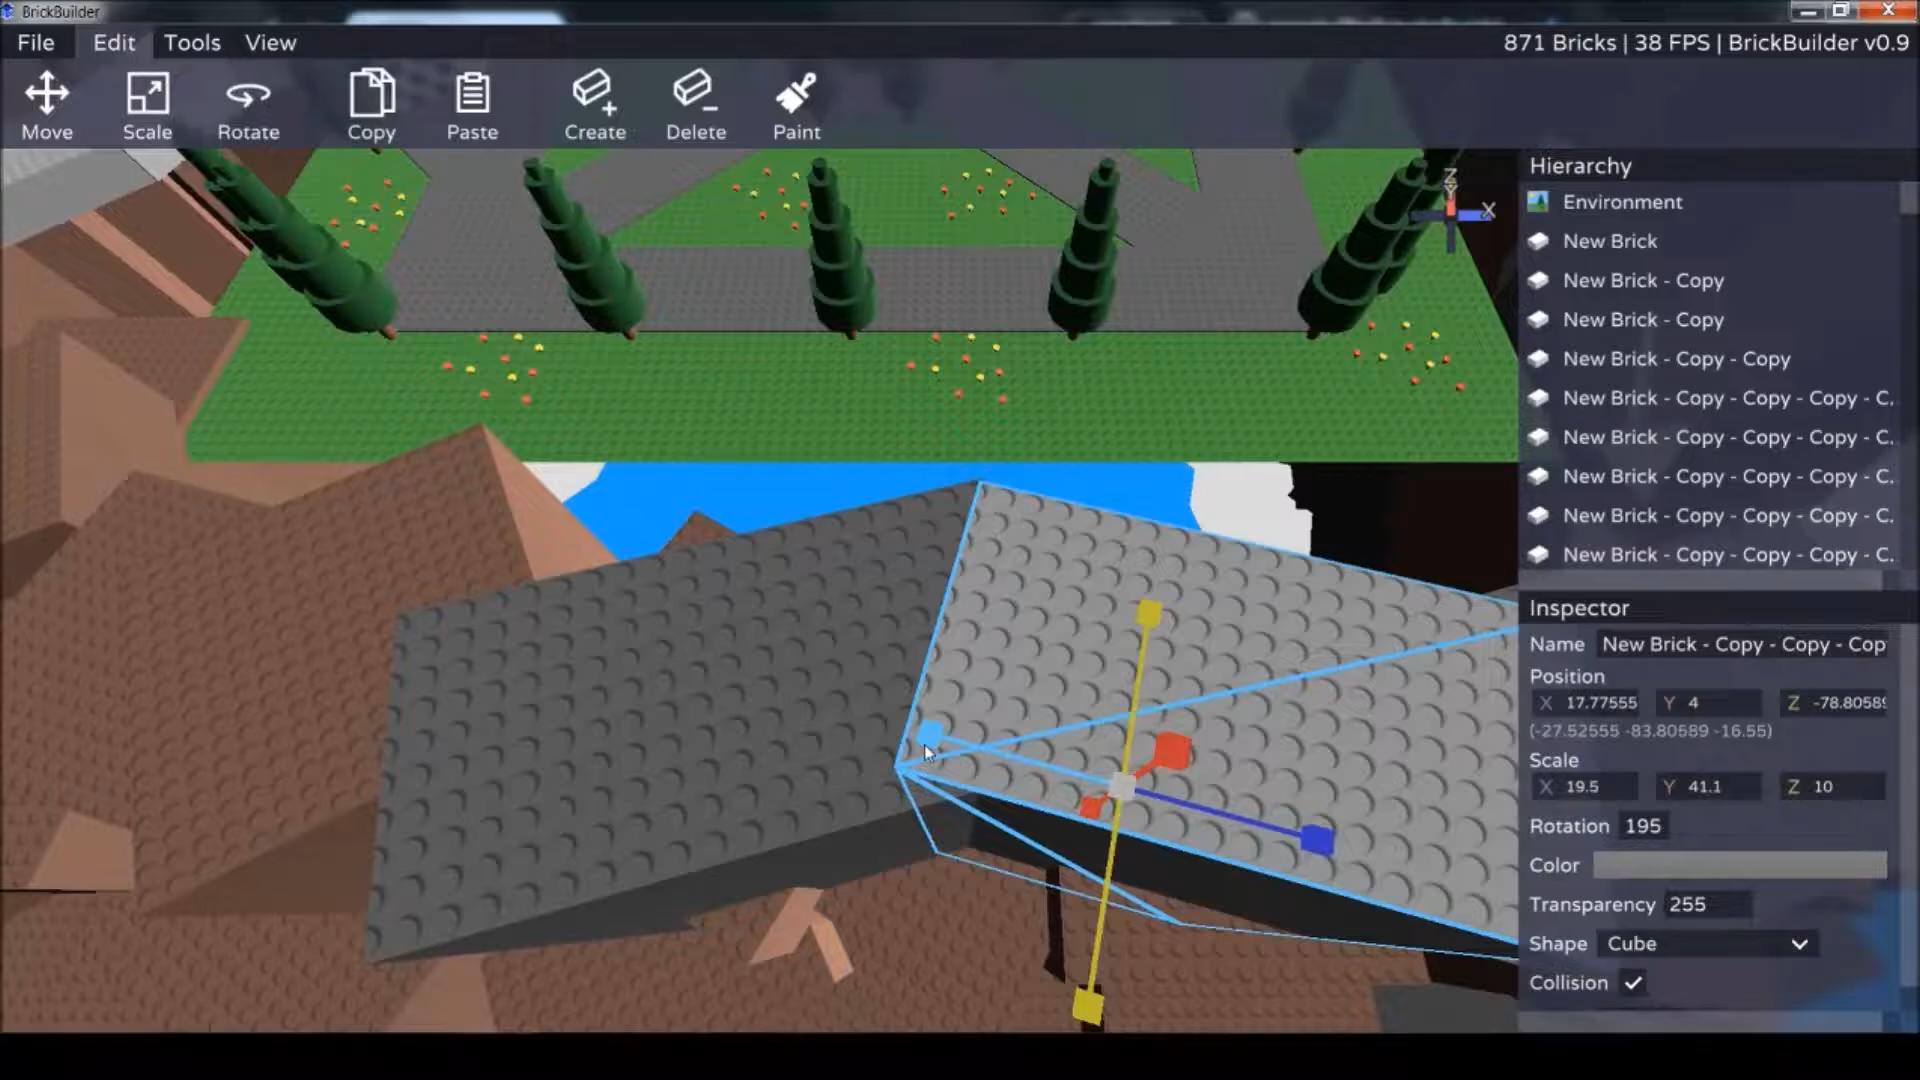 BrickBuilder
File Edit Tools View
871 Bricks | 38 FPS | BrickBuilder v0.9
Move Scale Rotate Copy Paste Create Delete Paint
Z
Y
X
Hierarchy
Environment
New Brick
New Brick - Copy
New Brick - Copy
New Brick - Copy - Copy
New Brick - Copy - Copy - Copy - C.
New Brick - Copy - Copy - Copy - C.
New Brick - Copy - Copy - Copy - C.
New Brick - Copy - Copy - Copy - C.
New Brick - Copy - Copy - Copy - C.
Inspector
Name New Brick - Copy - Copy - Cop
Position
X 17.77555 Y 4 Z -78.80589
(-27.52555 -83.80589 -16.55)
Scale
X 19.5 Y 41.1 Z 10
Rotation 195
Color
Transparency 255
Shape Cube
Collision